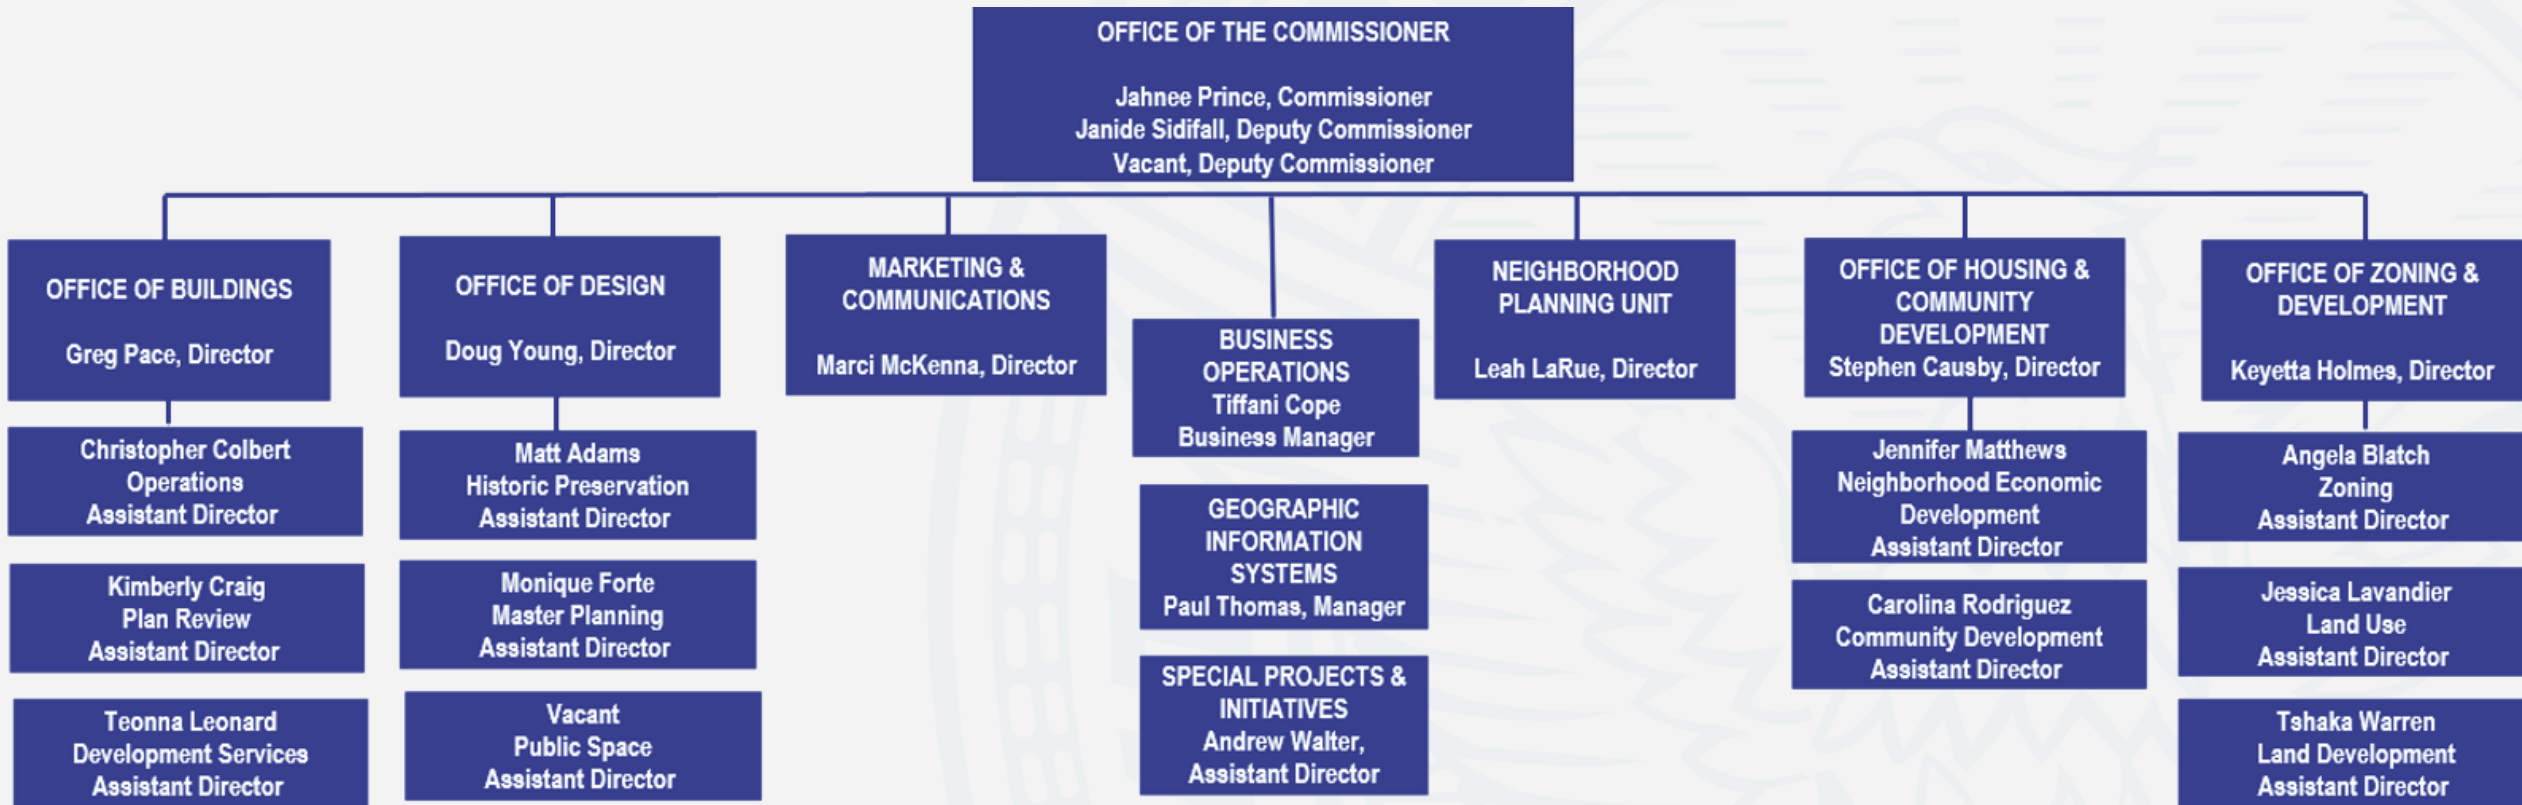 OFFICE OF THE COMMISSIONER
Jahnee Prince, Commissioner
Janide Sidifall, Deputy Commissioner
Vacant, Deputy Commissioner
OFFICE OF BUILDINGS
Greg Pace, Director
Christopher Colbert
Operations
Assistant Director
Kimberly Craig
Plan Review
Assistant Director
Teonna Leonard
Development Services
Assistant Director
OFFICE OF DESIGN
Doug Young, Director
Matt Adams
Historic Preservation
Assistant Director
Monique Forte
Master Planning
Assistant Director
Vacant
Public Space
Assistant Director
MARKETING &
COMMUNICATIONS
Marci McKenna, Director
BUSINESS
OPERATIONS
Tiffani Cope
Business Manager
GEOGRAPHIC
INFORMATION
SYSTEMS
Paul Thomas, Manager
SPECIAL PROJECTS &
INITIATIVES
Andrew Walter,
Assistant Director
NEIGHBORHOOD
PLANNING UNIT
Leah LaRue, Director
OFFICE OF HOUSING &
COMMUNITY
DEVELOPMENT
Stephen Causby, Director
Jennifer Matthews
Neighborhood Economic
Development
Assistant Director
Carolina Rodriguez
Community Development
Assistant Director
OFFICE OF ZONING &
DEVELOPMENT
Keyetta Holmes, Director
Angela Blatch
Zoning
Assistant Director
Jessica Lavandier
Land Use
Assistant Director
Tshaka Warren
Land Development
Assistant Director